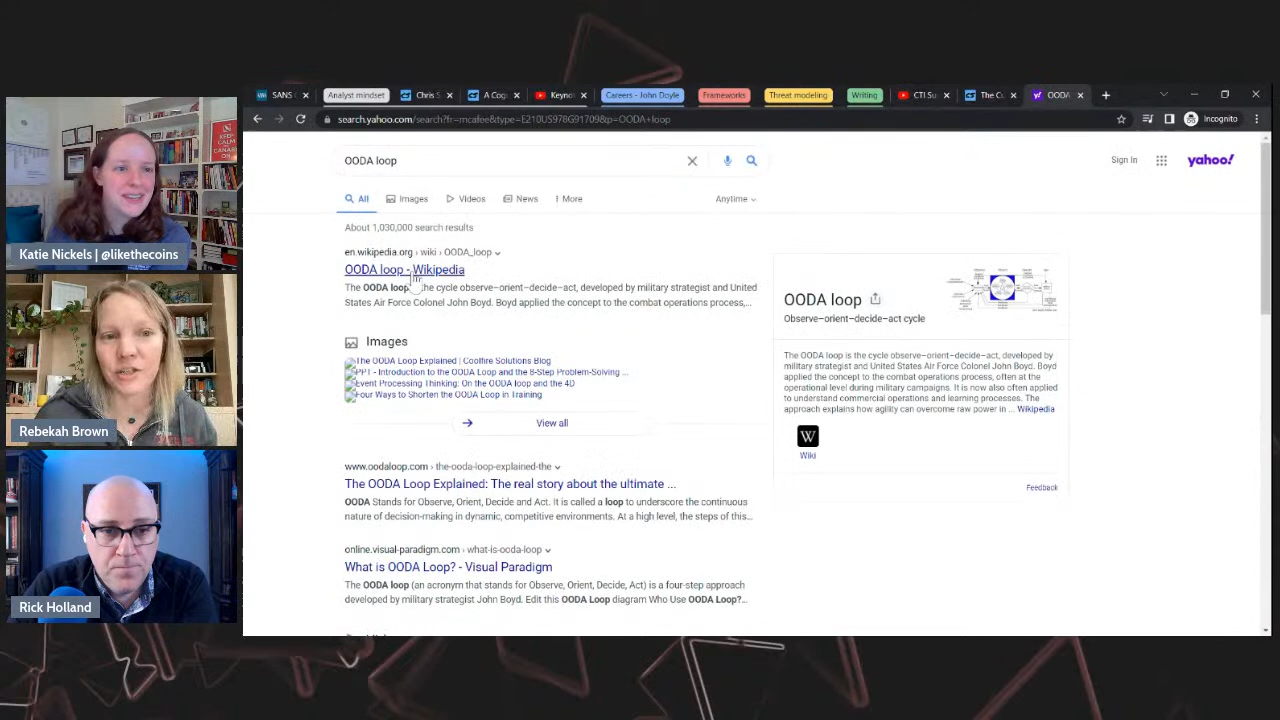 SANS
Analyst mindset
Chris S
A Cog
Keynot
Careers - John Doyle
Frameworks
Threat modeling
Writing
CTI Su
The Cu
OODA
search.yahoo.com/search?fr=mcafee&type=E210US978G91709&p=OODA+loop
Incognito
OODA loop
Sign In
yahoo!
All
Images
Videos
News
More
Anytime
About 1,030,000 search results
en.wikipedia.org › wiki › OODA_loop
OODA loop - Wikipedia
The OODA loop the cycle observe–orient–decide–act, developed by military strategist and United
States Air Force Colonel John Boyd. Boyd applied the concept to the combat operations process,...
Images
The OODA Loop Explained | Coolfire Solutions Blog
PPT - Introduction to the OODA Loop and the 8-Step Problem-Solving ...
Event Processing Thinking: On the OODA loop and the 4D
Four Ways to Shorten the OODA Loop in Training
View all
www.oodaloop.com › the-ooda-loop-explained-the
The OODA Loop Explained: The real story about the ultimate ...
OODA Stands for Observe, Orient, Decide and Act. It is called a loop to underscore the continuous
nature of decision-making in dynamic, competitive environments. At a high level, the steps of this...
online.visual-paradigm.com › what-is-ooda-loop
What is OODA Loop? - Visual Paradigm
The OODA loop (an acronym that stands for Observe, Orient, Decide, Act) is a four-step approach
developed by military strategist John Boyd. Edit this OODA Loop diagram Who Use OODA Loop?...
OODA loop
Observe–orient–decide–act cycle
The OODA loop is the cycle observe–orient–decide–act, developed by
military strategist and United States Air Force Colonel John Boyd. Boyd
applied the concept to the combat operations process, often at the
operational level during military campaigns. It is now also often applied
to understand commercial operations and learning processes. The
approach explains how agility can overcome raw power in ... Wikipedia
W
Wiki
Feedback
KEEP
CALM
Katie Nickels | @likethecoins
Rebekah Brown
Rick Holland